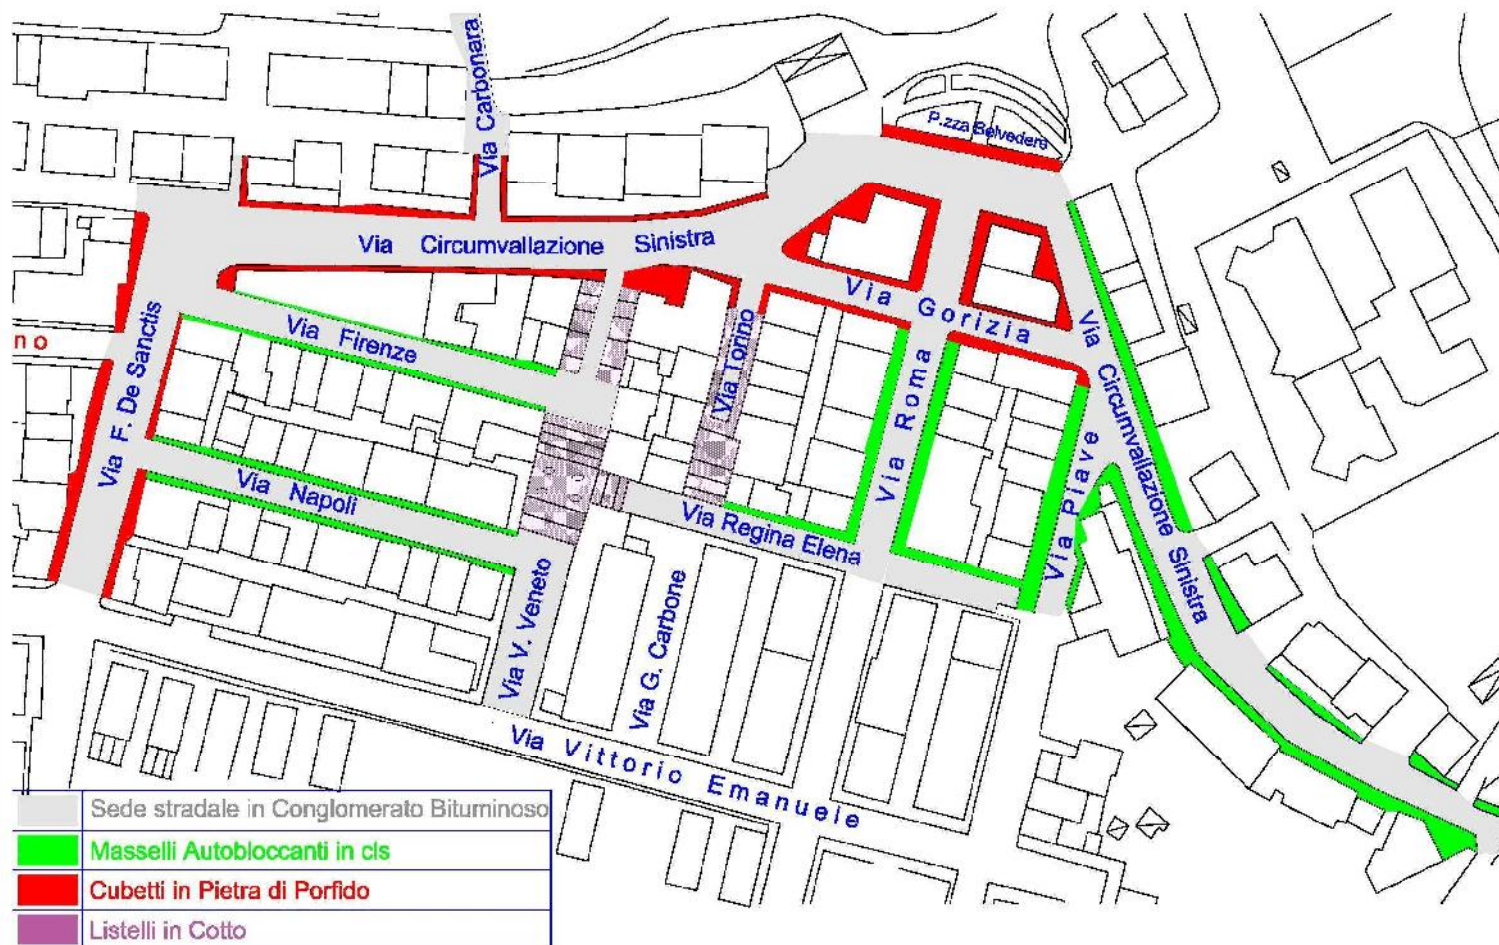 Via Carbonara
P.zza Belvedere
Via Circumvallazione Sinistra
Via Gorizia
no
Via F. De Sanctis
Via Firenze
Via Torino
Via Roma
Via Circumvallazione Sinistra
Via Piave
Via Napoli
Via Regina Elena
Via V. Veneto
Via G. Carbone
Via Vittorio Emanuele
Sede stradale in Conglomerato Bituminoso
Masselli Autobloccanti in cls
Cubetti in Pietra di Porfido
Listelli in Cotto